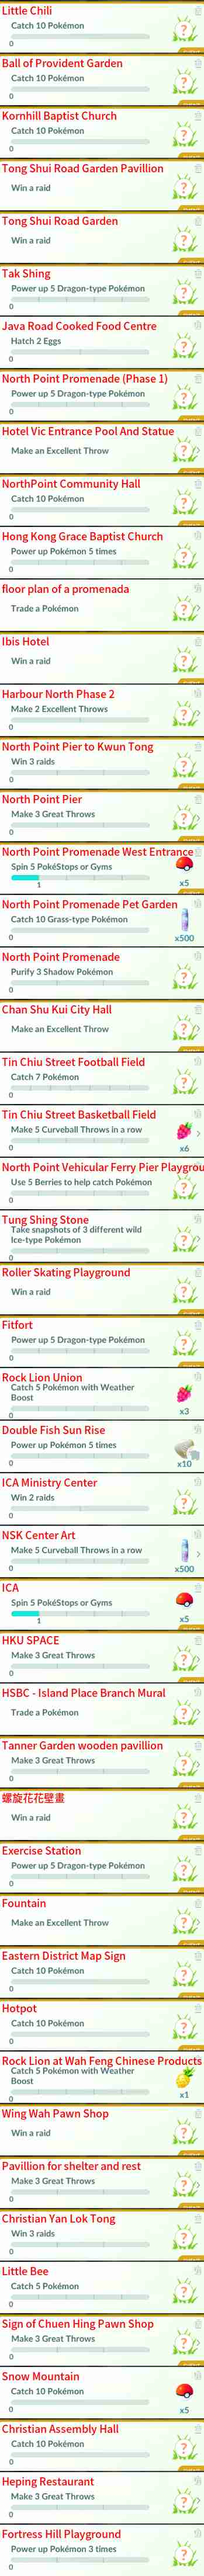 Little Chili
Catch 10 Pokémon
0
Ball of Provident Garden
Catch 10 Pokémon
0
Kornhill Baptist Church
Catch 10 Pokémon
0
Tong Shui Road Garden Pavillion
Win a raid
Tong Shui Road Garden
Win a raid
Tak Shing
Power up 5 Dragon-type Pokémon
0
Java Road Cooked Food Centre
Hatch 2 Eggs
0
North Point Promenade (Phase 1)
Power up 5 Dragon-type Pokémon
0
Hotel Vic Entrance Pool And Statue
Make an Excellent Throw
NorthPoint Community Hall
Catch 10 Pokémon
0
Hong Kong Grace Baptist Church
Power up Pokémon 5 times
0
floor plan of a promenada
Trade a Pokémon
Ibis Hotel
Win a raid
Harbour North Phase 2
Make 2 Excellent Throws
0
North Point Pier to Kwun Tong
Win 3 raids
0
North Point Pier
Make 3 Great Throws
0
North Point Promenade West Entrance
Spin 5 PokéStops or Gyms
1
x5
North Point Promenade Pet Garden
Catch 10 Grass-type Pokémon
0
x500
North Point Promenade
Purify 3 Shadow Pokémon
0
Chan Shu Kui City Hall
Make an Excellent Throw
Tin Chiu Street Football Field
Catch 7 Pokémon
0
Tin Chiu Street Basketball Field
Make 5 Curveball Throws in a row
0
x6
North Point Vehicular Ferry Pier Playgrou
Use 5 Berries to help catch Pokémon
0
Tung Shing Stone
Take snapshots of 3 different wild
Ice-type Pokémon
0
Roller Skating Playground
Win a raid
Fitfort
Power up 5 Dragon-type Pokémon
0
Rock Lion Union
Catch 5 Pokémon with Weather
Boost
0
x3
Double Fish Sun Rise
Power up Pokémon 5 times
0
x10
ICA Ministry Center
Win 2 raids
0
NSK Center Art
Make 5 Curveball Throws in a row
0
x500
ICA
Spin 5 PokéStops or Gyms
1
x5
HKU SPACE
Make 3 Great Throws
0
HSBC - Island Place Branch Mural
Trade a Pokémon
Tanner Garden wooden pavillion
Make 3 Great Throws
0
螺旋花花壁畫
Win a raid
Exercise Station
Power up 5 Dragon-type Pokémon
0
Fountain
Make an Excellent Throw
Eastern District Map Sign
Catch 10 Pokémon
0
Hotpot
Catch 10 Pokémon
0
Rock Lion at Wah Feng Chinese Products
Catch 5 Pokémon with Weather
Boost
0
x1
Wing Wah Pawn Shop
Win a raid
Pavillion for shelter and rest
Make 3 Great Throws
0
Christian Yan Lok Tong
Win 3 raids
0
Little Bee
Catch 5 Pokémon
0
Sign of Chuen Hing Pawn Shop
Make 3 Great Throws
0
Snow Mountain
Catch 10 Pokémon
0
x5
Christian Assembly Hall
Catch 10 Pokémon
0
Heping Restaurant
Make 3 Great Throws
0
Fortress Hill Playground
Power up Pokémon 3 times
0